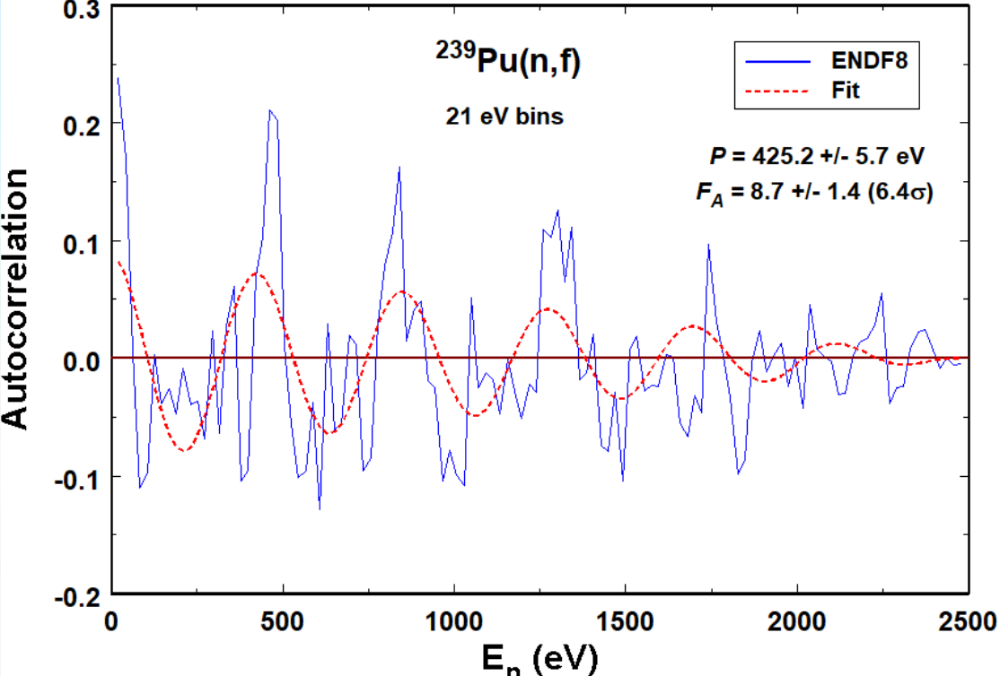 0.3
0.2
0.1
0.0
-0.1
-0.2
Autocorrelation
²³⁹Pu(n,f)
21 eV bins
ENDF8
Fit
P = 425.2 +/- 5.7 eV
F_A = 8.7 +/- 1.4 (6.4σ)
0 500 1000 1500 2000 2500
E_n (eV)